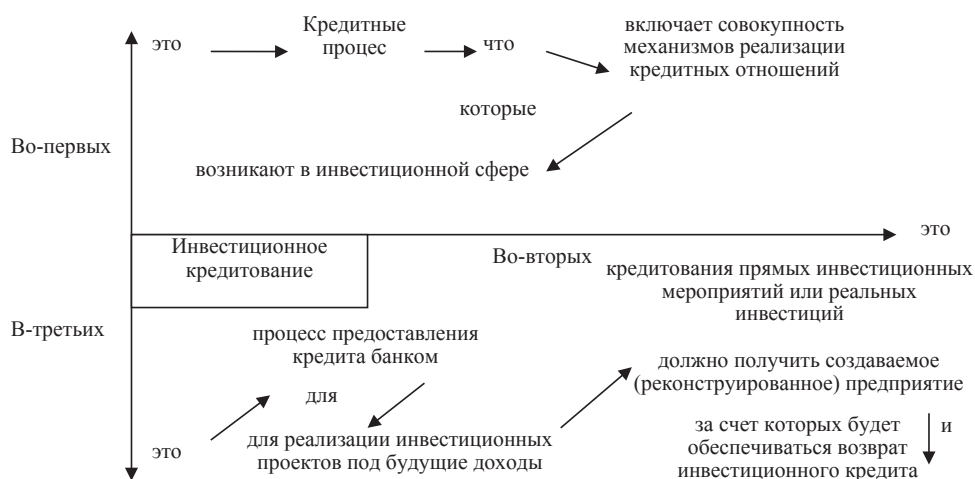 это
Кредитные
процес
что
включает совокупность
механизмов реализации
кредитных отношений
которые
Во-первых
возникают в инвестиционной сфере
это
Инвестиционное
кредитование
Во-вторых
кредитования прямых инвестиционных
мероприятий или реальных
инвестиций
В-третьих
процесс предоставления
кредита банком
должно получить создаваемое
(реконструированное) предприятие
для
это
для реализации инвестиционных
проектов под будущие доходы
за счет которых будет
обеспечиваться возврат
инвестиционного кредита
и